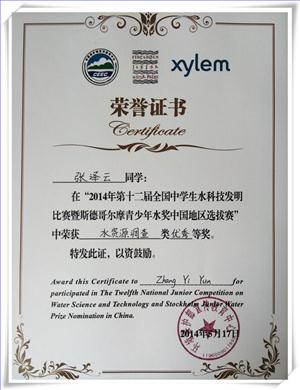 CEEC
STOCKHOLM
JUNIOR
WATER PRIZE
xylem
荣誉证书
Certificate
张译云 同学：
在“2014年第十二届全国中学生水科技发明
比赛暨斯德哥尔摩青少年水奖中国地区选拔赛”
中荣获 水资源调查 类优秀等奖。
特发此证，以资鼓励。
Award this Certificate to Zhang Yi Yun for
participated in The Twelfth National Junior Competition on
Water Science and Technology and Stockholm Junior Water
Prize Nomination in China.
2014年8月17日